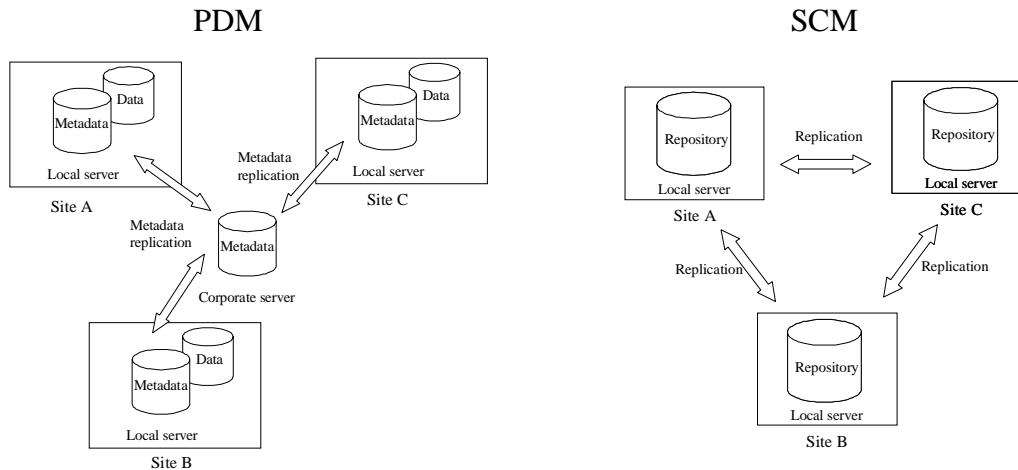 PDM
Data
Metadata
Local server
Site A
Data
Metadata
Local server
Site C
Metadata
replication
Metadata
replication
Metadata
Corporate server
Data
Metadata
Local server
Site B
SCM
Repository
Local server
Site A
Replication
Repository
Local server
Site C
Replication
Replication
Repository
Local server
Site B